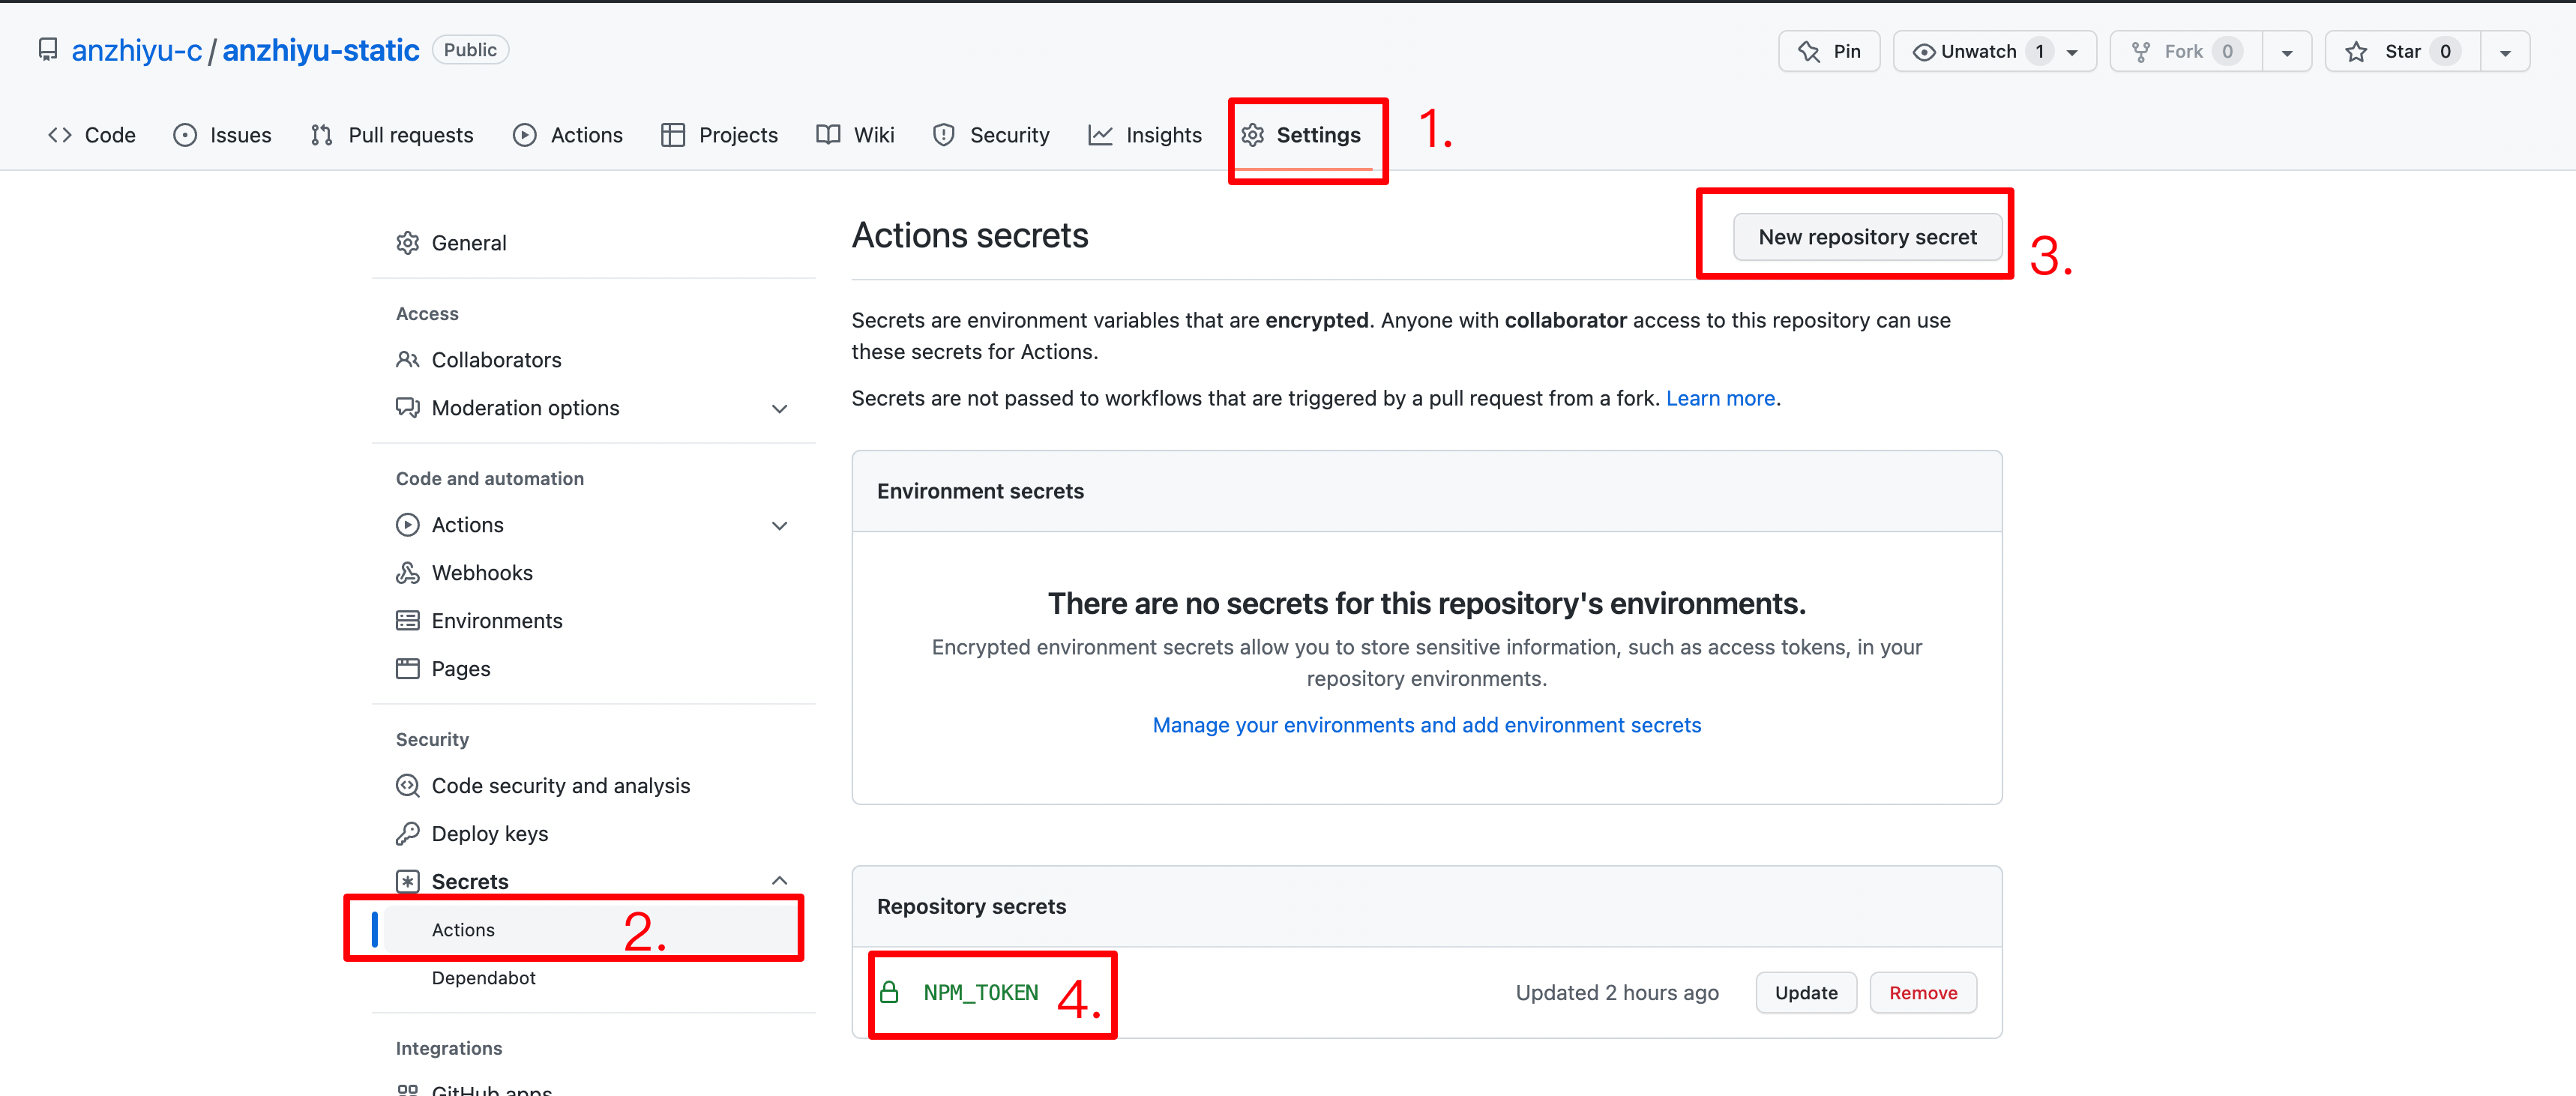 anzhiyu-c / anzhiyu-static Public
Pin
Unwatch 1
Fork 0
Star 0
Code
Issues
Pull requests
Actions
Projects
Wiki
Security
Insights
Settings
1.
General
Access
Collaborators
Moderation options
Code and automation
Actions
Webhooks
Environments
Pages
Security
Code security and analysis
Deploy keys
Secrets
Actions
2.
Dependabot
Integrations
GitHub apps
Actions secrets
New repository secret
3.
Secrets are environment variables that are encrypted. Anyone with collaborator access to this repository can use
these secrets for Actions.
Secrets are not passed to workflows that are triggered by a pull request from a fork. Learn more.
Environment secrets
There are no secrets for this repository's environments.
Encrypted environment secrets allow you to store sensitive information, such as access tokens, in your
repository environments.
Manage your environments and add environment secrets
Repository secrets
NPM_TOKEN
4.
Updated 2 hours ago
Update
Remove